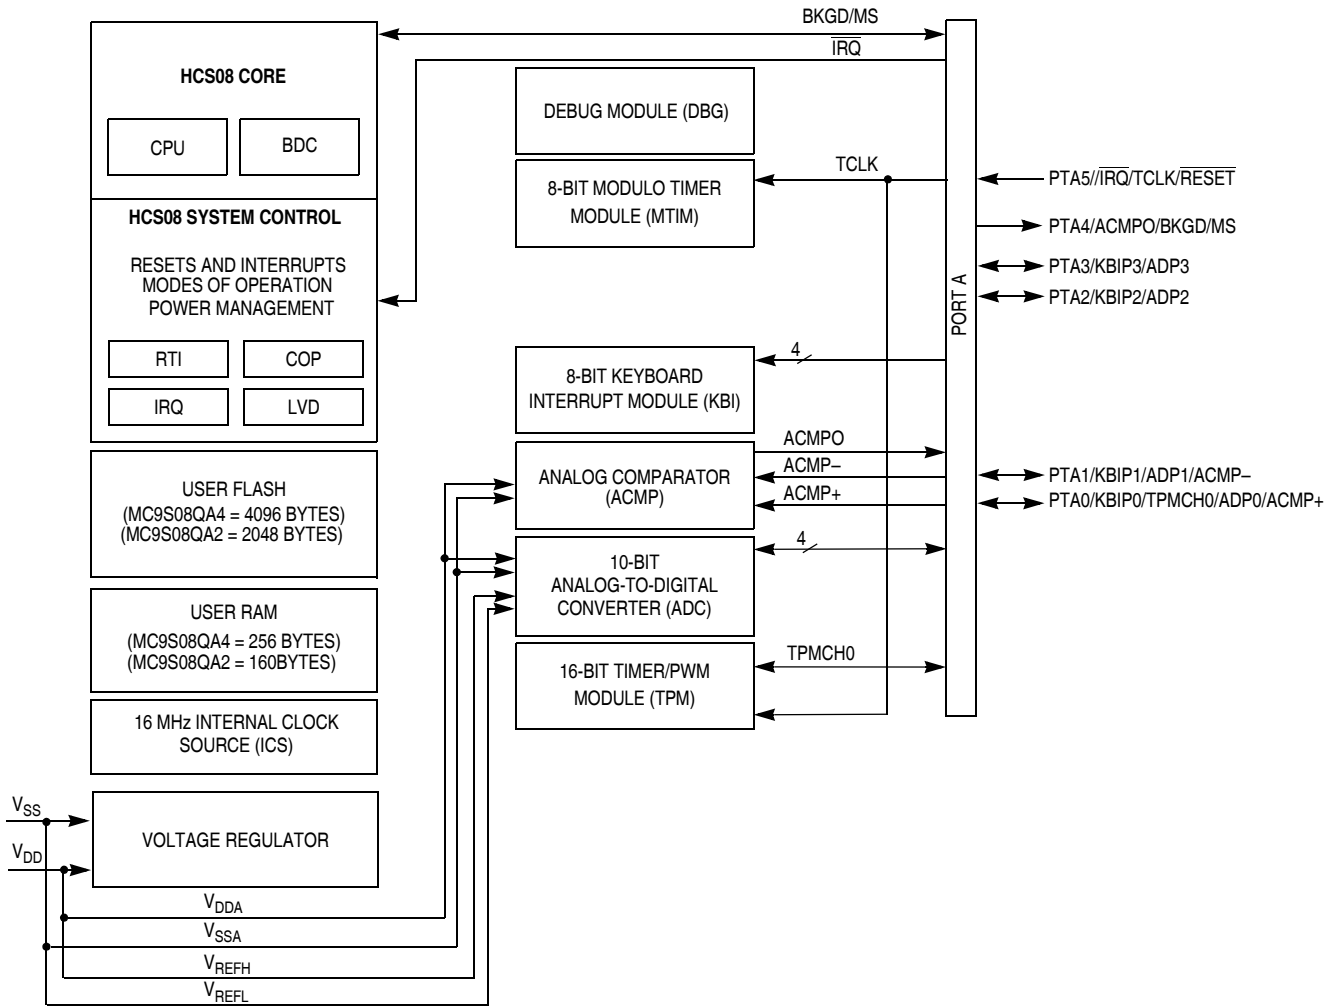 BKGD/MS
IRQ
HCS08 CORE
CPU
BDC
HCS08 SYSTEM CONTROL
RESETS AND INTERRUPTS
MODES OF OPERATION
POWER MANAGEMENT
RTI
COP
IRQ
LVD
USER FLASH
(MC9S08QA4 = 4096 BYTES)
(MC9S08QA2 = 2048 BYTES)
USER RAM
(MC9S08QA4 = 256 BYTES)
(MC9S08QA2 = 160BYTES)
16 MHz INTERNAL CLOCK
SOURCE (ICS)
VOLTAGE REGULATOR
VSS
VDD
VDDA
VSSA
VREFH
VREFL
DEBUG MODULE (DBG)
8-BIT MODULO TIMER
MODULE (MTIM)
TCLK
8-BIT KEYBOARD
INTERRUPT MODULE (KBI)
4
ANALOG COMPARATOR
(ACMP)
ACMPO
ACMP–
ACMP+
10-BIT
ANALOG-TO-DIGITAL
CONVERTER (ADC)
4
16-BIT TIMER/PWM
MODULE (TPM)
TPMCH0
PORT A
PTA5//IRQ/TCLK/RESET
PTA4/ACMPO/BKGD/MS
PTA3/KBIP3/ADP3
PTA2/KBIP2/ADP2
PTA1/KBIP1/ADP1/ACMP–
PTA0/KBIP0/TPMCH0/ADP0/ACMP+